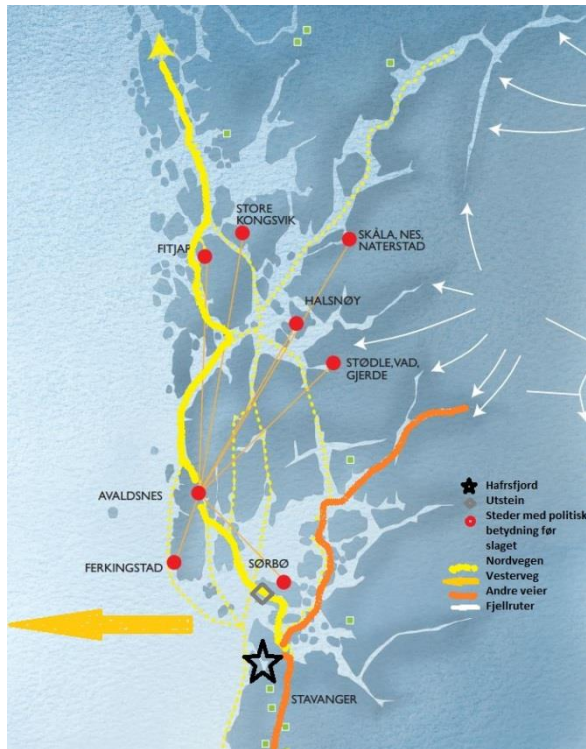 STORE
KONGSVIK
FITJAR
SKÅLA, NES,
NATERSTAD
HALSNØY
STØDLE, VAD,
GJERDE
AVALDSNES
FERKINGSTAD
SØRBØ
STAVANGER
Hafrsfjord
Utstein
Steder med politisk
betydning før
slaget
Nordvegen
Vesterveg
Andre veier
Fjellruter